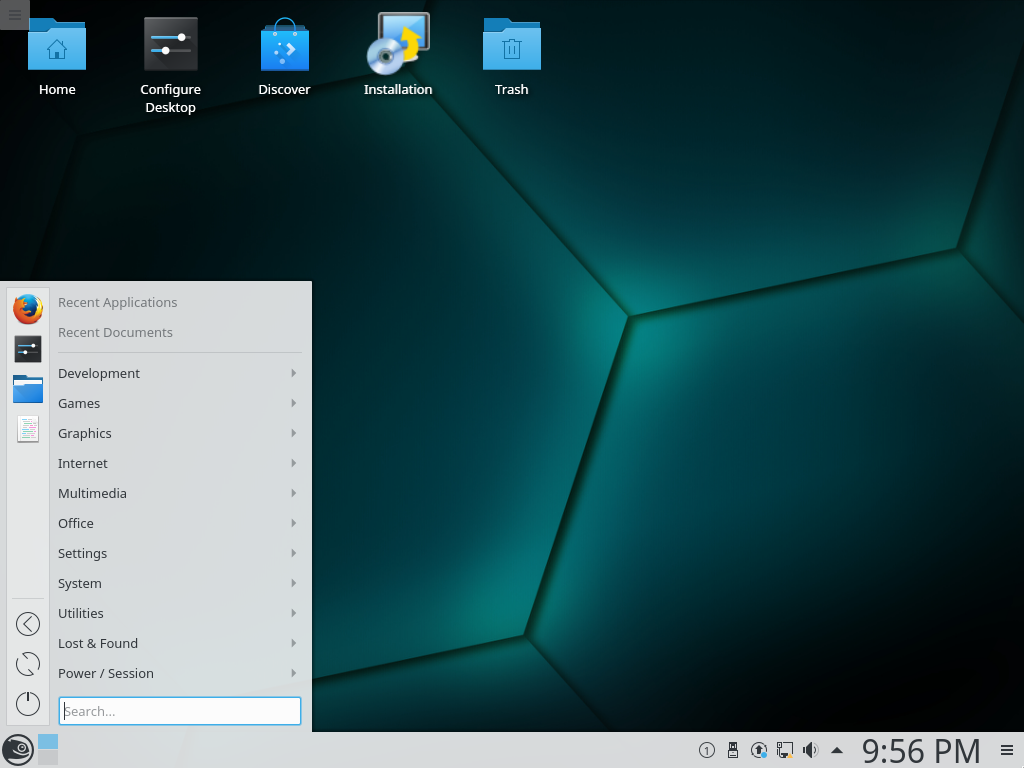 Home
Configure
Desktop
Discover
Installation
Trash
Recent Applications
Recent Documents
Development
Games
Graphics
Internet
Multimedia
Office
Settings
System
Utilities
Lost & Found
Power / Session
Search...
1
9:56 PM